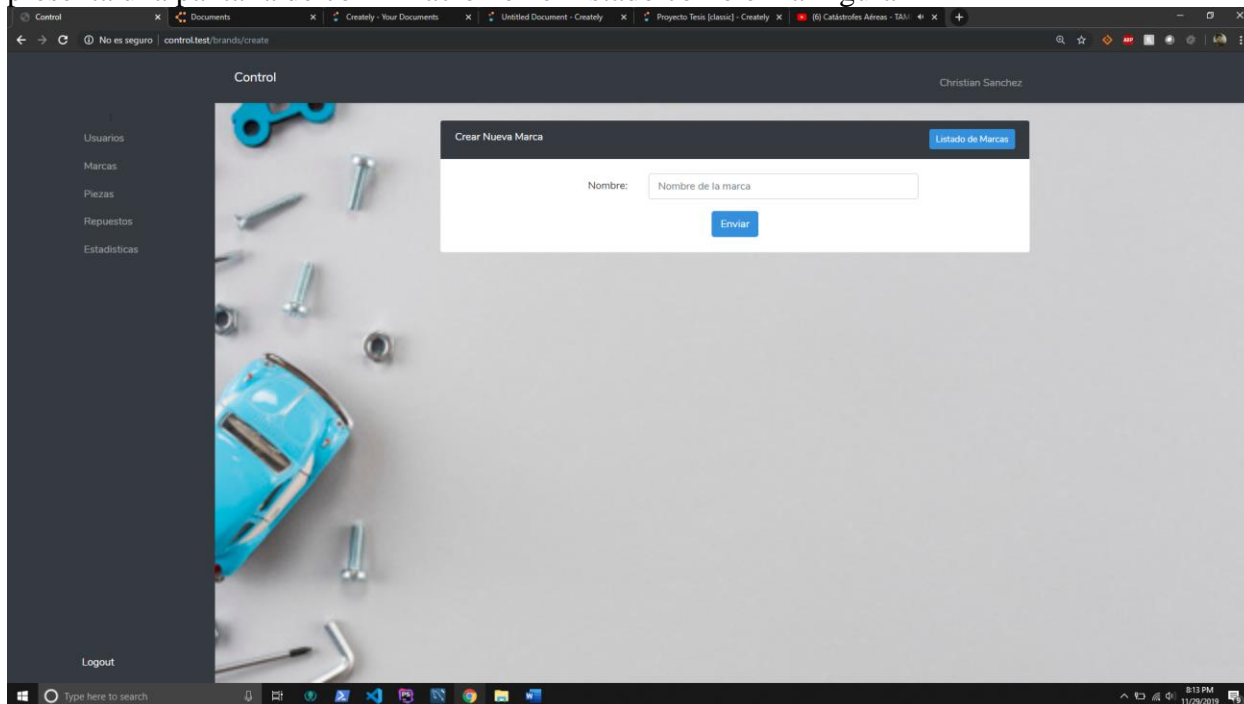 Control
Documents
Creately - Your Documents
Untitled Document - Creately
Proyecto Tesis [classic] - Creately
(6) Catástrofes Aéreas - TAM
No es seguro | control.test/brands/create
ABP
Control
Christian Sanchez
Usuarios
Marcas
Piezas
Repuestos
Estadisticas
Crear Nueva Marca
Listado de Marcas
Nombre:
Nombre de la marca
Enviar
Logout
Type here to search
8:13 PM
11/29/2019